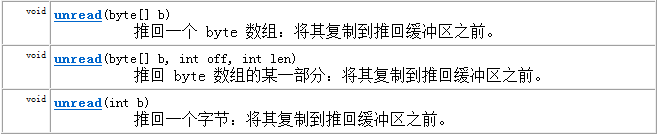 void unread(byte[] b)
推回一个 byte 数组：将其复制到推回缓冲区之前。
void unread(byte[] b, int off, int len)
推回 byte 数组的某一部分：将其复制到推回缓冲区之前。
void unread(int b)
推回一个字节：将其复制到推回缓冲区之前。